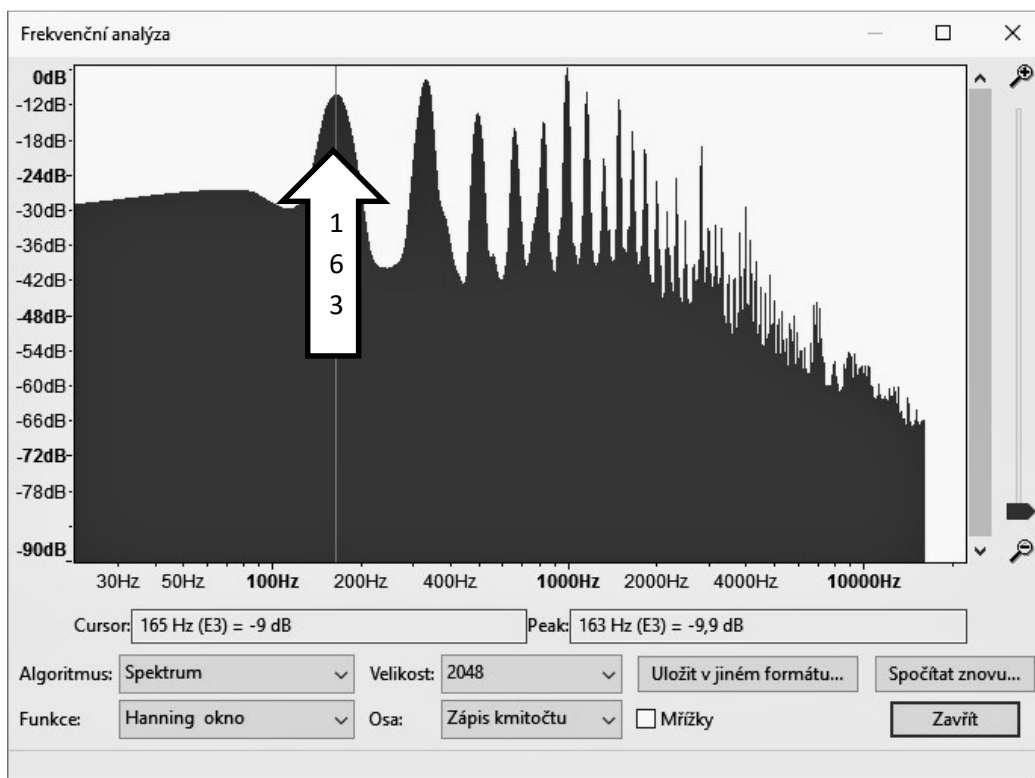 Frekvenční analýza
0dB
-12dB
-18dB
-24dB
-30dB
-36dB
-42dB
-48dB
-54dB
-60dB
-66dB
-72dB
-78dB
-90dB
1
6
3
30Hz 50Hz 100Hz 200Hz 400Hz 1000Hz 2000Hz 4000Hz 10000Hz
Cursor: 165 Hz (E3) = -9 dB Peak: 163 Hz (E3) = -9,9 dB
Algoritmus: Spektrum Velikost: 2048 Uložit v jiném formátu... Spočítat znovu...
Funkce: Hanning okno Osa: Zápis kmitočtu Mřížky Zavřít